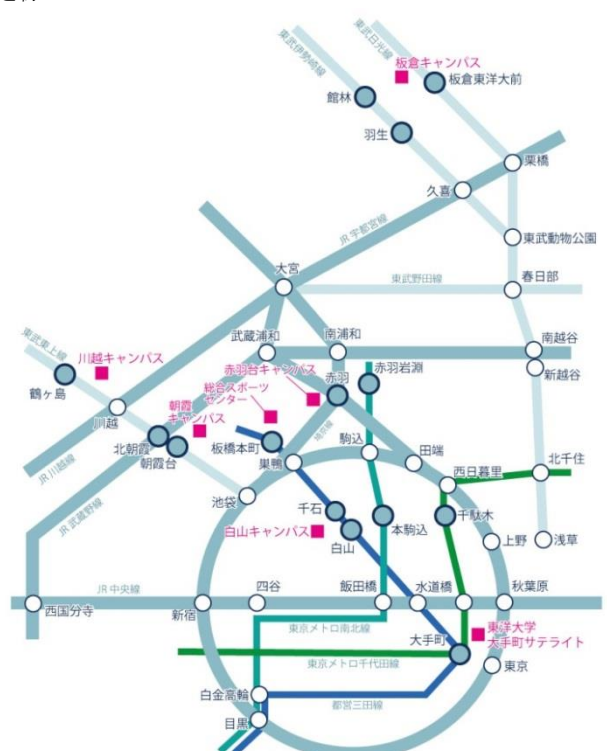 東武伊勢崎線
東武日光線
板倉キャンパス
板倉東洋大前
館林
羽生
栗橋
久喜
JR 宇都宮線
東武動物公園
大宮
東武野田線
春日部
武蔵浦和
南浦和
南越谷
新越谷
東武東上線
川越キャンパス
赤羽台キャンパス
赤羽岩淵
赤羽
鶴ヶ島
総合スポーツ
センター
朝霞
キャンパス
川越
埼京線
北朝霞
朝霞台
板橋本町
巣鴨
駒込
田端
西日暮里
北千住
JR 川越線
池袋
JR 武蔵野線
千石
本駒込
千駄木
白山キャンパス
白山
上野
浅草
JR 中央線
四谷
飯田橋
水道橋
秋葉原
西国分寺
新宿
東京メトロ南北線
大手町
東洋大学
大手町サテライト
東京メトロ千代田線
東京
白金高輪
都営三田線
目黒